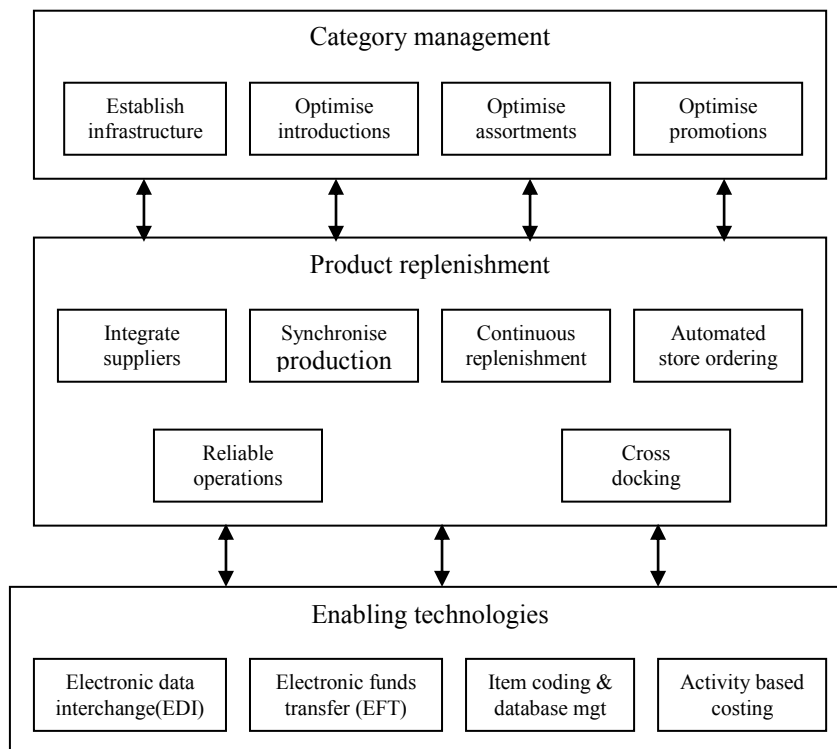 Category management
Establish
infrastructure
Optimise
introductions
Optimise
assortments
Optimise
promotions
Product replenishment
Integrate
suppliers
Synchronise
production
Continuous
replenishment
Automated
store ordering
Reliable
operations
Cross
docking
Enabling technologies
Electronic data
interchange(EDI)
Electronic funds
transfer (EFT)
Item coding &
database mgt
Activity based
costing